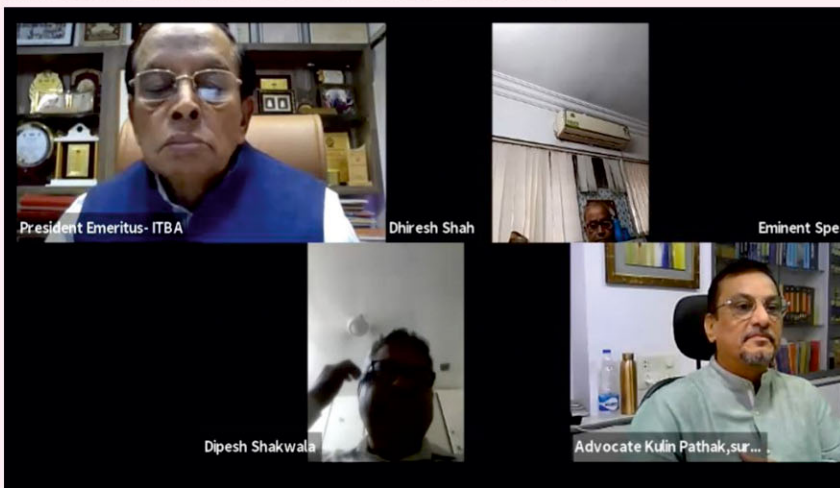 President Emeritus- ITBA
Dhiresh Shah
Eminent Spe
Dipesh Shakwala
Advocate Kulin Pathak,sur...